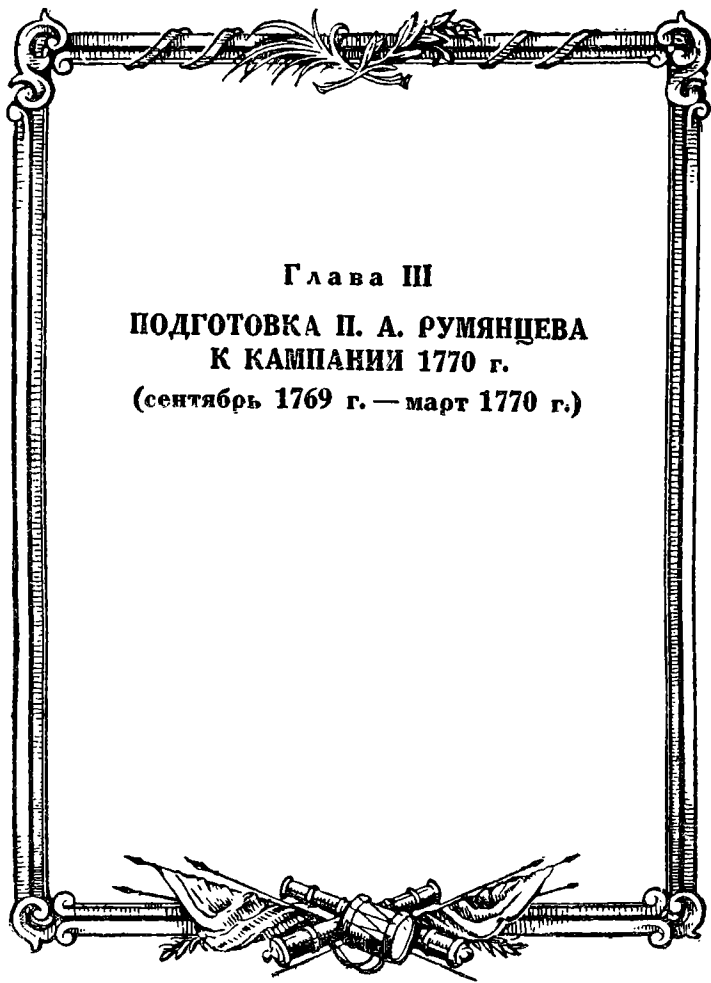 Глава III
ПОДГОТОВКА П. А. РУМЯНЦЕВА
К КАМПАНИИ 1770 г.
(сентябрь 1769 г. — март 1770 г.)